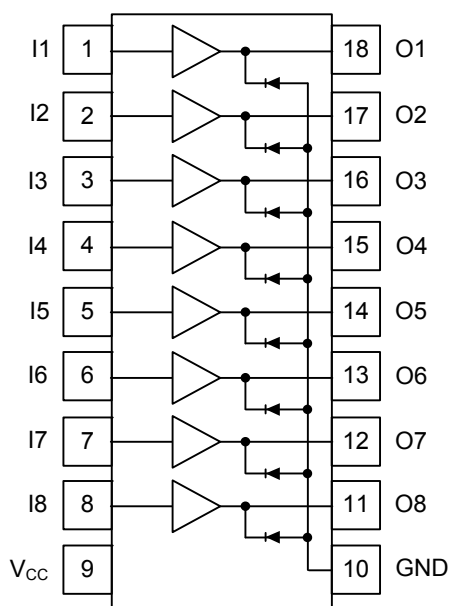 I1 1 18 O1
I2 2 17 O2
I3 3 16 O3
I4 4 15 O4
I5 5 14 O5
I6 6 13 O6
I7 7 12 O7
I8 8 11 O8
VCC 9 10 GND